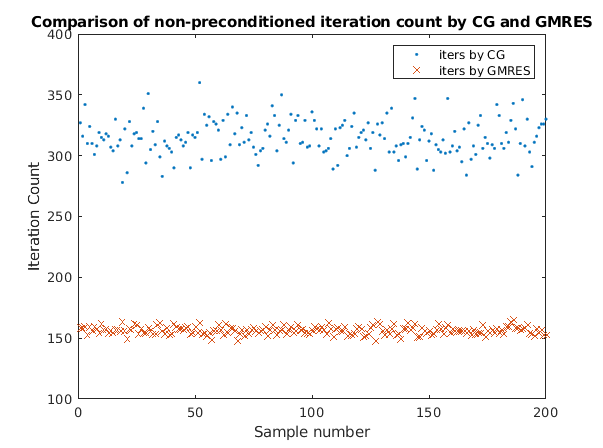 Comparison of non-preconditioned iteration count by CG and GMRES
400
iters by CG
iters by GMRES
350
300
250
200
150
100
Iteration Count
0
50
100
150
200
Sample number